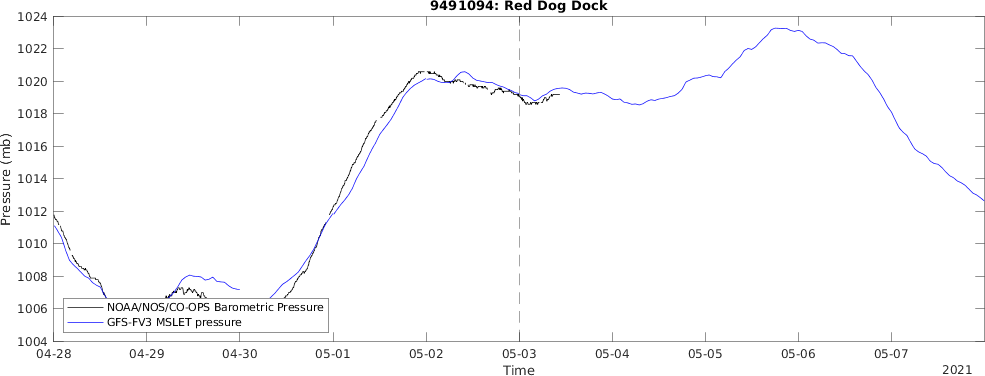 9491094: Red Dog Dock
Pressure (mb)
1024
1022
1020
1018
1016
1014
1012
1010
1008
1006
1004
NOAA/NOS/CO-OPS Barometric Pressure
GFS-FV3 MSLET pressure
04-28 04-29 04-30 05-01 05-02 05-03 05-04 05-05 05-06 05-07
Time
2021